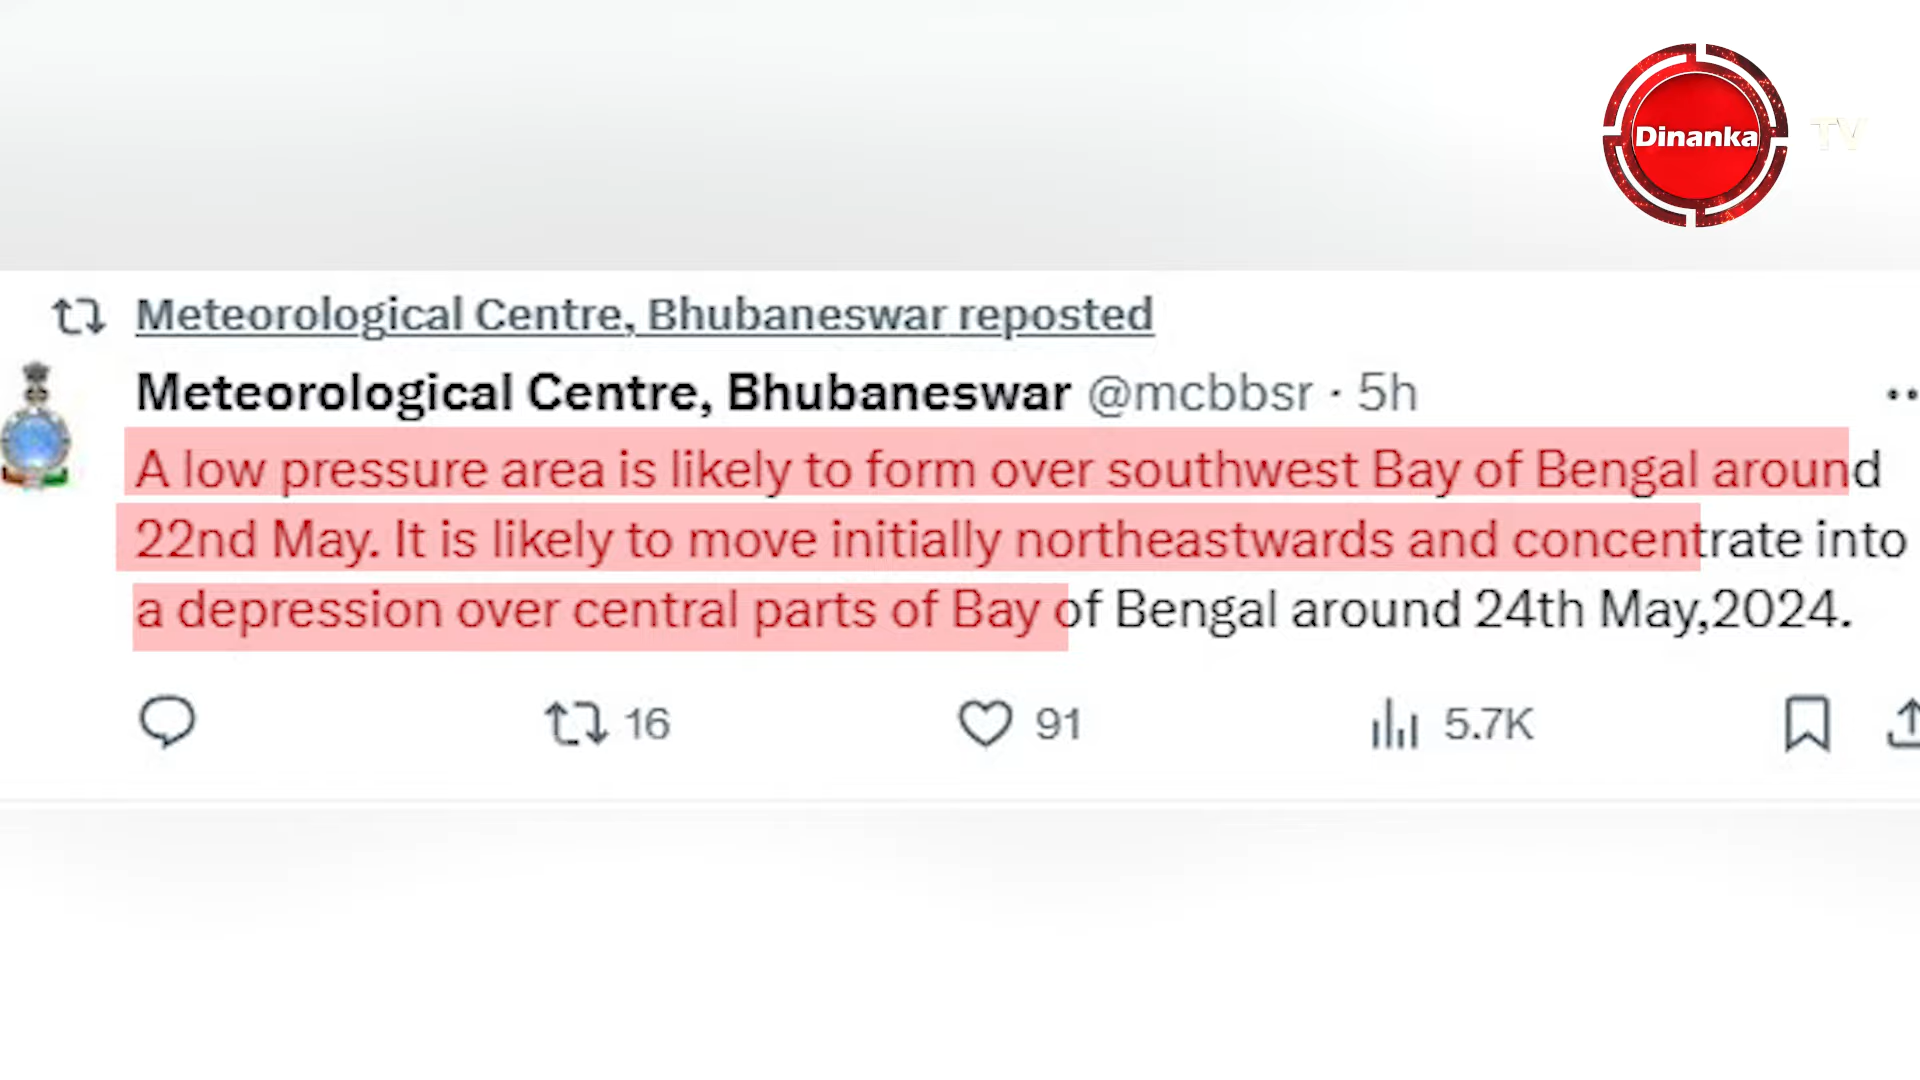 Dinanka TV
Meteorological Centre, Bhubaneswar reposted
Meteorological Centre, Bhubaneswar @mcbbsr · 5h
A low pressure area is likely to form over southwest Bay of Bengal around
22nd May. It is likely to move initially northeastwards and concentrate into
a depression over central parts of Bay of Bengal around 24th May,2024.
16 91 5.7K